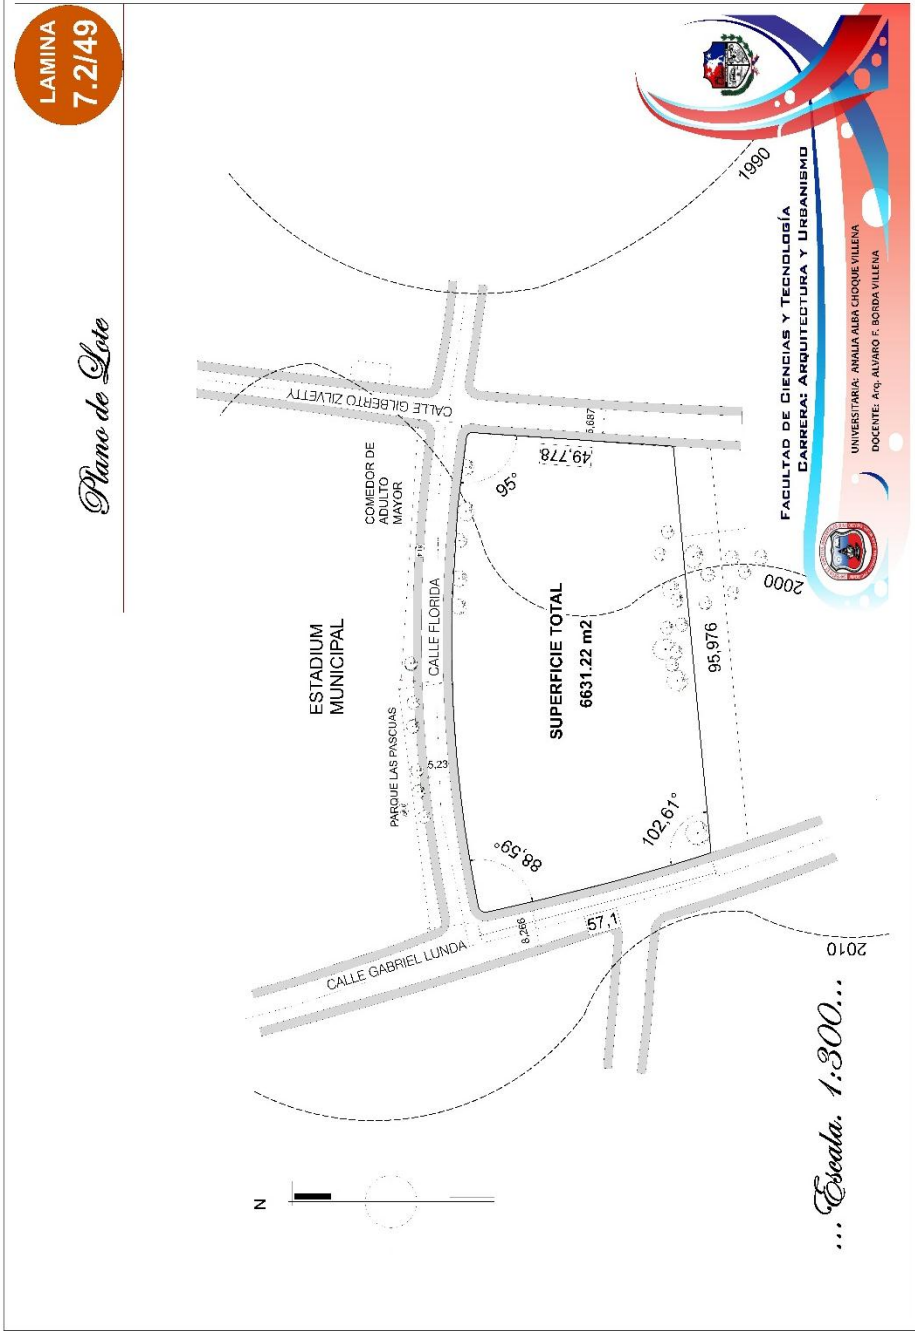 LAMINA
7.2/49
Plano de Lote
1990
CALLE GILBERTO ZILVETTY
COMEDOR DE
ADULTO
MAYOR
5,687
49,778
95°
ESTADIUM
MUNICIPAL
CALLE FLORIDA
SUPERFICIE TOTAL
6631.22 m2
2000
95,976
PARQUE LAS PASCUAS
5,23
88,59°
102,61°
8,266
57,1
CALLE GABRIEL LUNDA
2010
N
... Escala. 1:300...
FACULTAD DE CIENCIAS Y TECNOLOGÍA
CARRERA: ARQUITECTURA Y URBANISMO
UNIVERSITARIA: ANALIA ALBA CHOQUE VILLENA
DOCENTE: Arq. ALVARO F. BORDA VILLENA